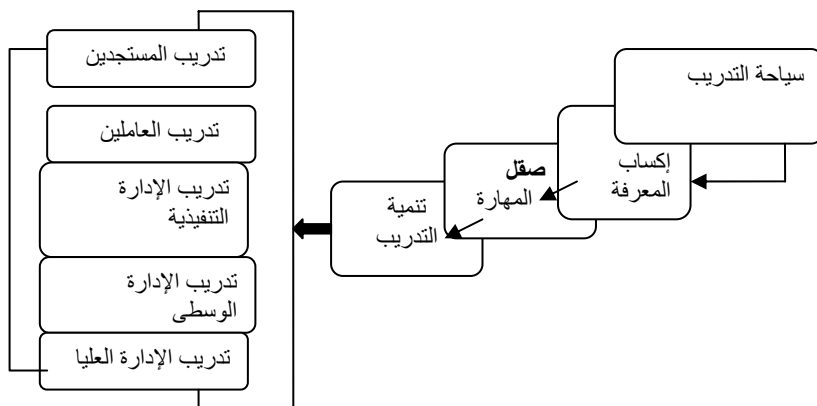 سياحة التدريب
إكساب
المعرفة
صقل
المهارة
تنمية
التدريب
تدريب المستجدين
تدريب العاملين
تدريب الإدارة
التنفيذية
تدريب الإدارة
الوسطى
تدريب الإدارة العليا